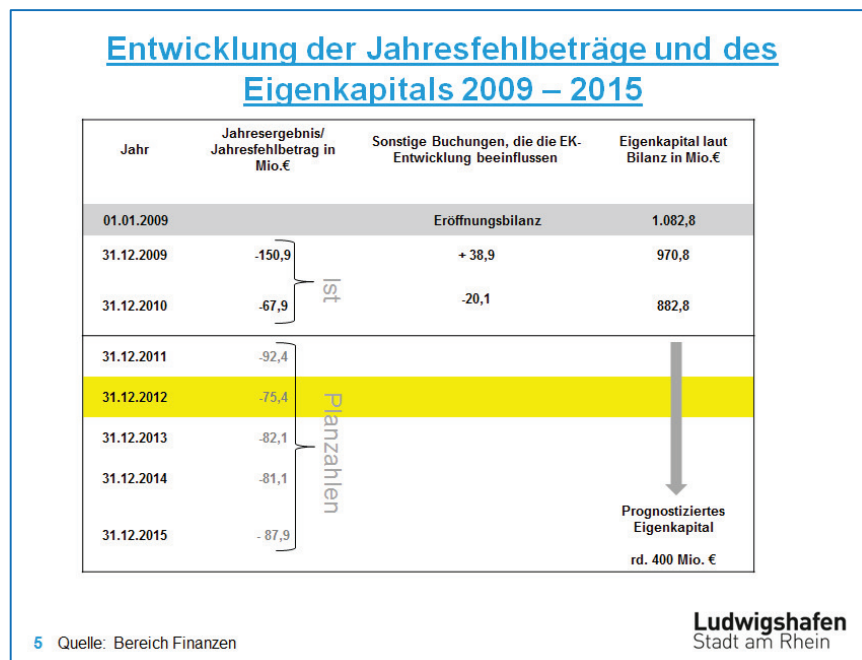 Entwicklung der Jahresfehlbeträge und des
Eigenkapitals 2009 – 2015
Jahr
Jahresergebnis/
Jahresfehlbetrag in
Mio.€
Sonstige Buchungen, die die EK-
Entwicklung beeinflussen
Eigenkapital laut
Bilanz in Mio.€
01.01.2009 Eröffnungsbilanz 1.082,8
31.12.2009 -150,9 + 38,9 970,8
Ist
31.12.2010 -67,9 -20,1 882,8
31.12.2011 -92,4
31.12.2012 -75,4
Planzahlen
31.12.2013 -82,1
31.12.2014 -81,1
31.12.2015 - 87,9
Prognostiziertes
Eigenkapital
rd. 400 Mio. €
5 Quelle: Bereich Finanzen
Ludwigshafen
Stadt am Rhein